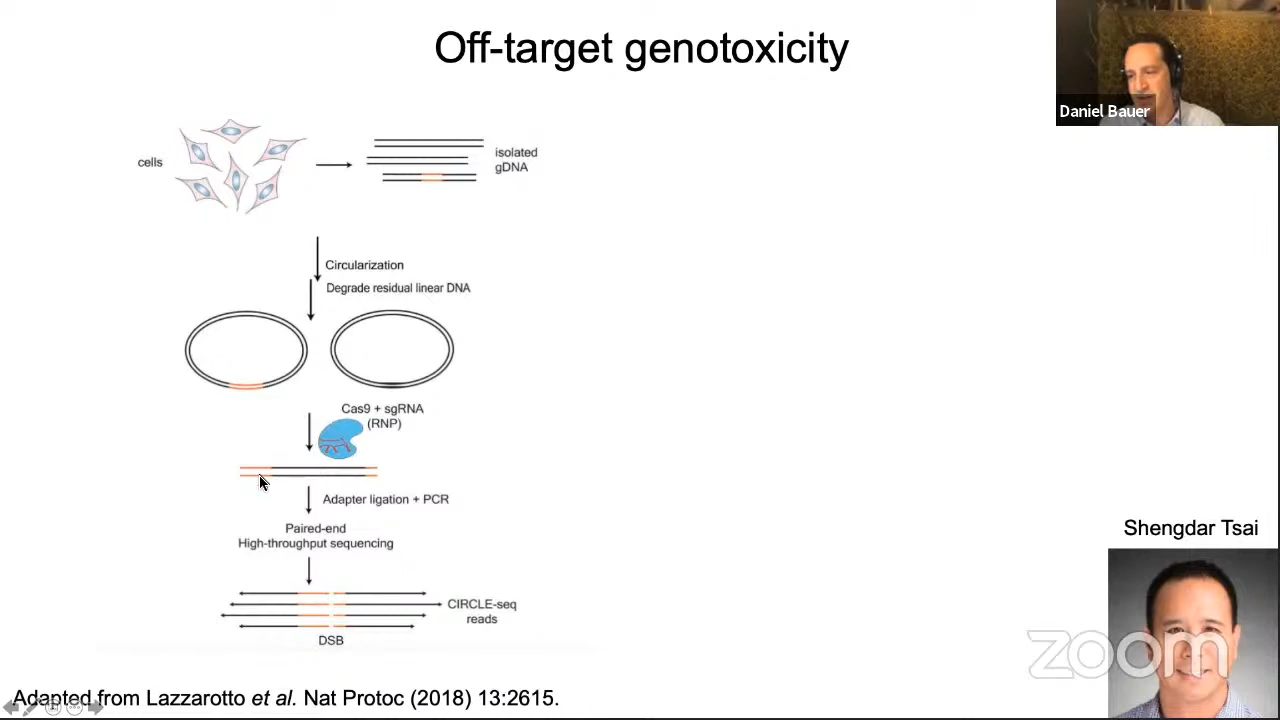 Off-target genotoxicity
Daniel Bauer
cells
isolated
gDNA
Circularization
Degrade residual linear DNA
Cas9 + sgRNA
(RNP)
Adapter ligation + PCR
Paired-end
High-throughput sequencing
CIRCLE-seq
reads
DSB
Shengdar Tsai
zoom
Adapted from Lazzarotto et al. Nat Protoc (2018) 13:2615.